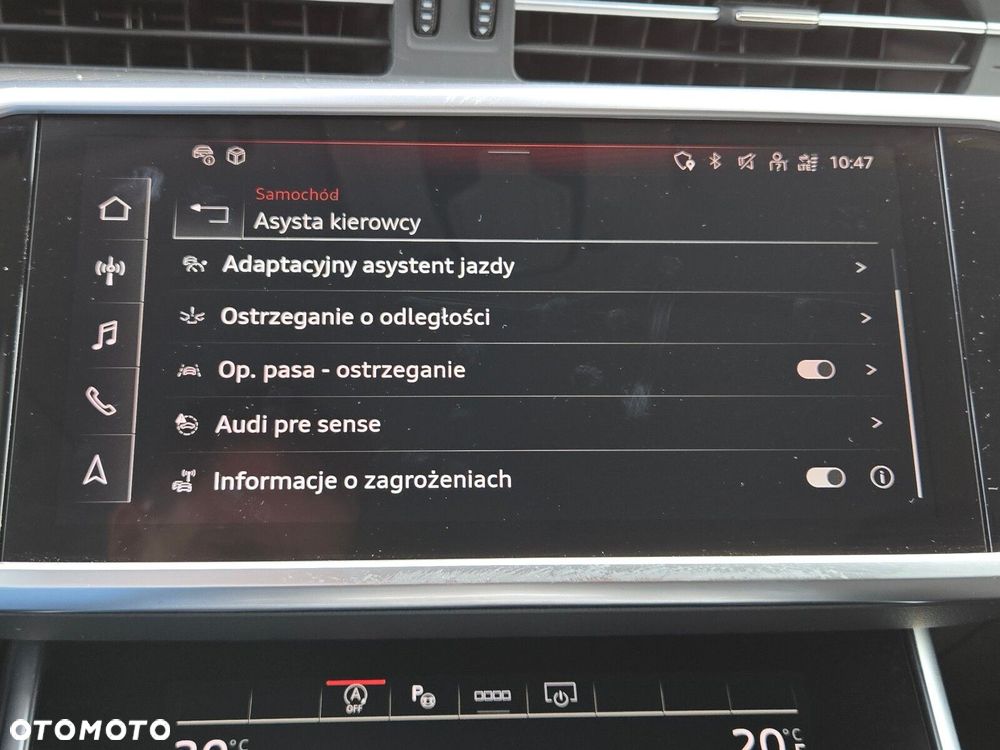 10:47
Samochód
Asysta kierowcy
Adaptacyjny asystent jazdy
Ostrzeganie o odległości
Op. pasa - ostrzeganie
Audi pre sense
Informacje o zagrożeniach
A
OFF
P
OTOMOTO
°C
20°C